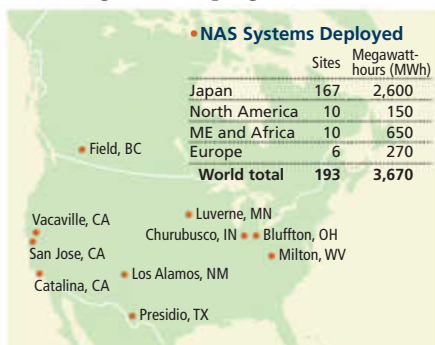 NAS Systems Deployed
Sites Megawatt-hours (MWh)
Japan 167 2,600
North America 10 150
ME and Africa 10 650
Europe 6 270
World total 193 3,670
Field, BC
Vacaville, CA
Luverne, MN
Churubusco, IN Bluffton, OH
San Jose, CA
Milton, WV
Catalina, CA
Los Alamos, NM
Presidio, TX